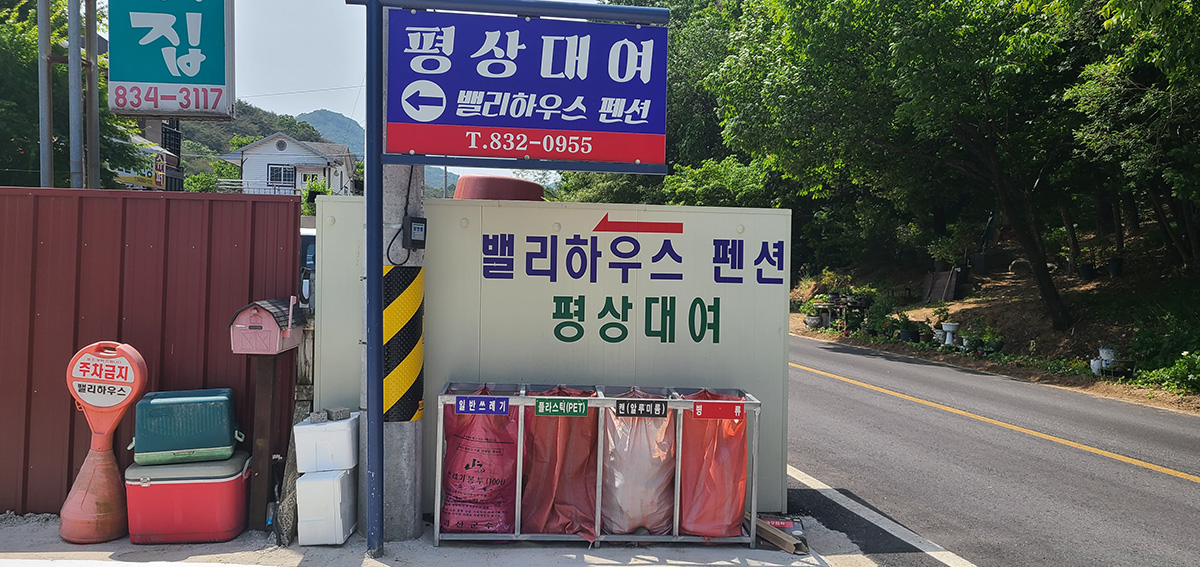 집
834-3117
평상대여
밸리하우스 펜션
T.832-0955
밸리하우스 펜션
평상대여
주차금지
밸리하우스
일반쓰레기
플라스틱(PET)
캔(알루미늄)
병류